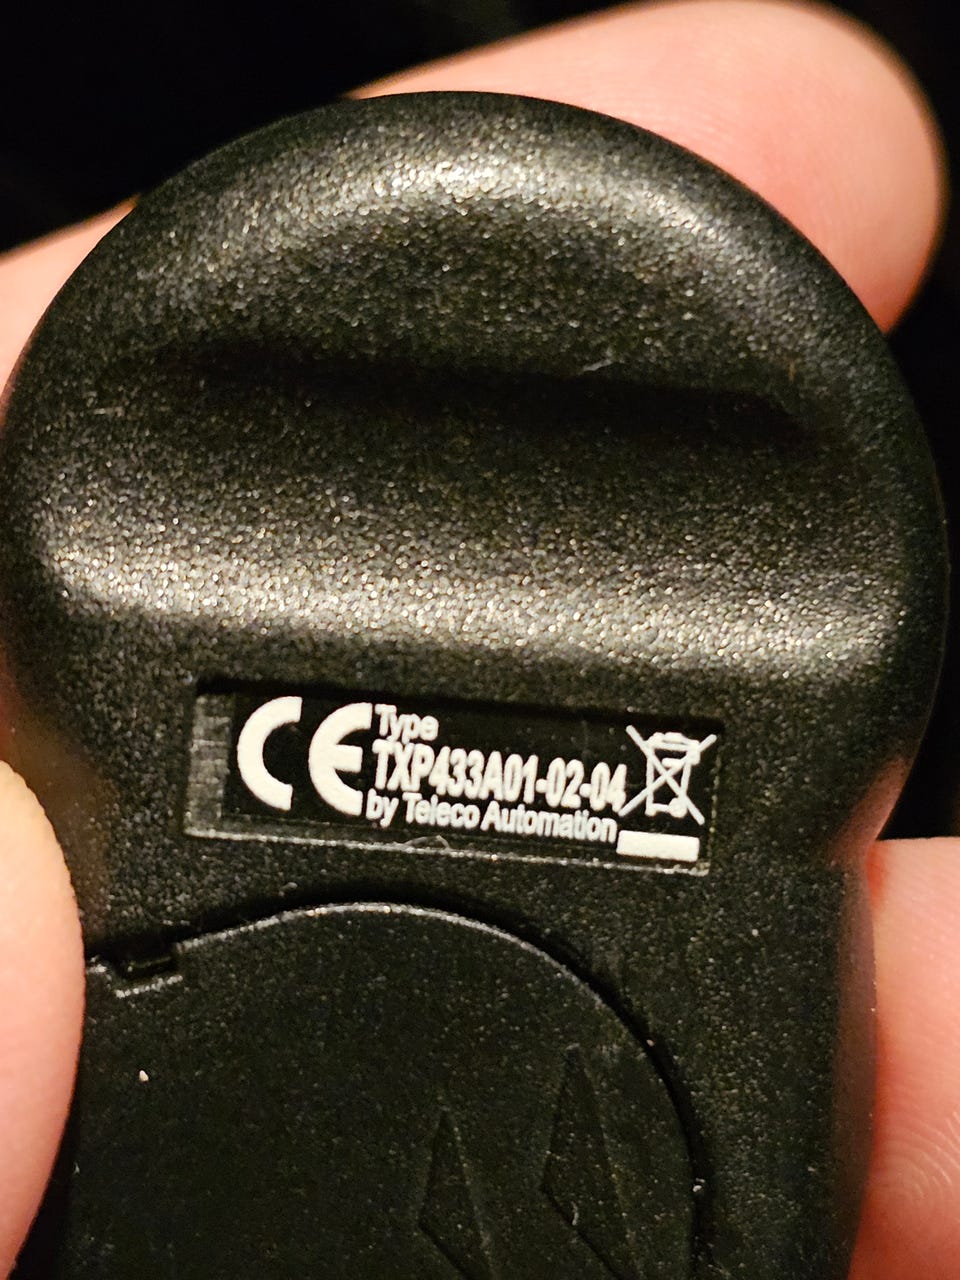 CE
Type
TXP433A01-02-04
by Teleco Automation